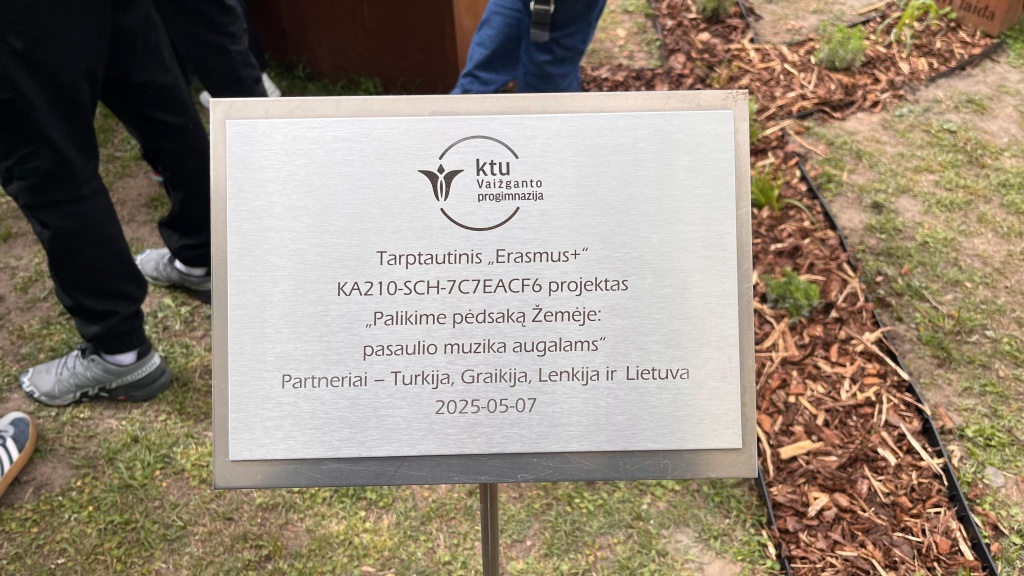 ktu
Vaižganto
progimnazija
Tarptautinis „Erasmus+“
KA210-SCH-7C7EACF6 projektas
„Palikime pėdsaką Žemėje:
pasaulio muzika augalams“
Partneriai – Turkija, Graikija, Lenkija ir Lietuva
2025-05-07
laida